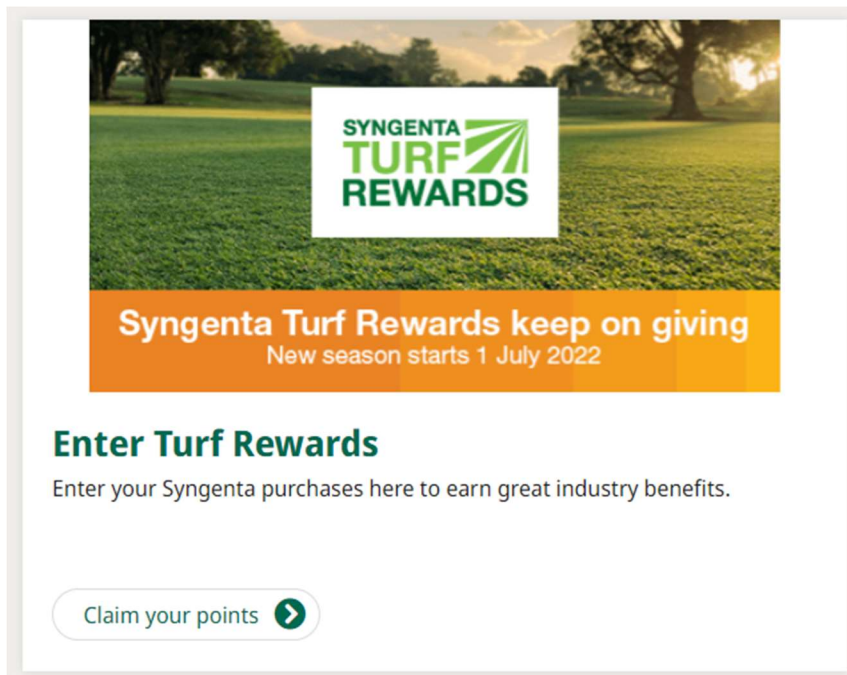 SYNGENTA
TURF
REWARDS
Syngenta Turf Rewards keep on giving
New season starts 1 July 2022
Enter Turf Rewards
Enter your Syngenta purchases here to earn great industry benefits.
Claim your points